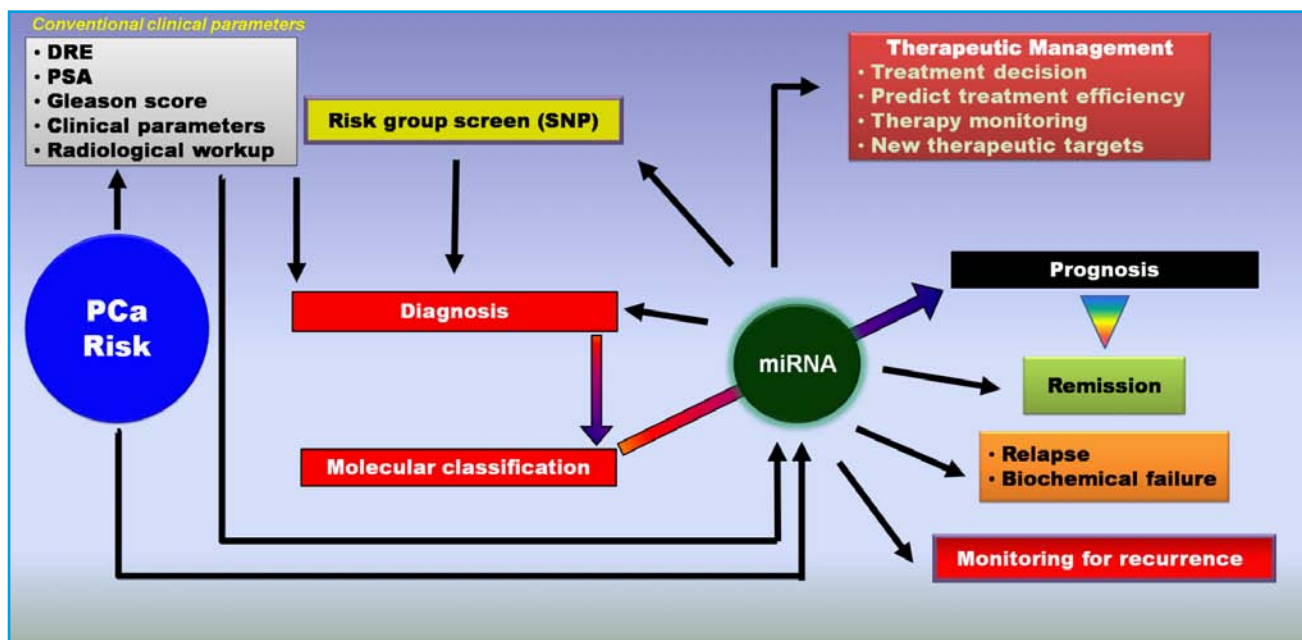 Conventional clinical parameters
• DRE
• PSA
• Gleason score
• Clinical parameters
• Radiological workup
Risk group screen (SNP)
Therapeutic Management
• Treatment decision
• Predict treatment efficiency
• Therapy monitoring
• New therapeutic targets
PCa
Risk
Diagnosis
Molecular classification
miRNA
Prognosis
Remission
• Relapse
• Biochemical failure
Monitoring for recurrence